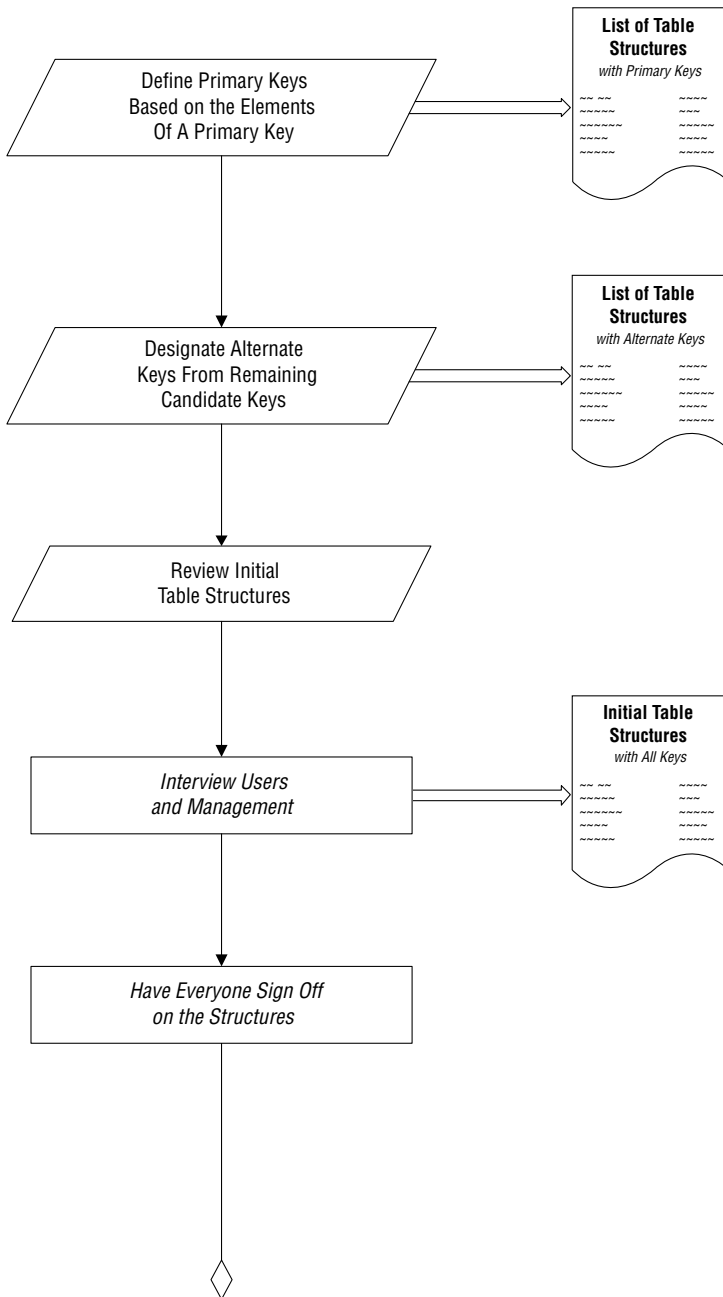 Define Primary Keys
Based on the Elements
Of A Primary Key
List of Table
Structures
with Primary Keys
~~ ~~ ~~~~
~~~~~ ~~~
~~~~~~ ~~~~~
~~~~ ~~~~
~~~~~ ~~~~~
Designate Alternate
Keys From Remaining
Candidate Keys
List of Table
Structures
with Alternate Keys
~~ ~~ ~~~~
~~~~~ ~~~
~~~~~~ ~~~~~
~~~~ ~~~~
~~~~~ ~~~~~
Review Initial
Table Structures
Interview Users
and Management
Initial Table
Structures
with All Keys
~~ ~~ ~~~~
~~~~~ ~~~
~~~~~~ ~~~~~
~~~~ ~~~~
~~~~~ ~~~~~
Have Everyone Sign Off
on the Structures